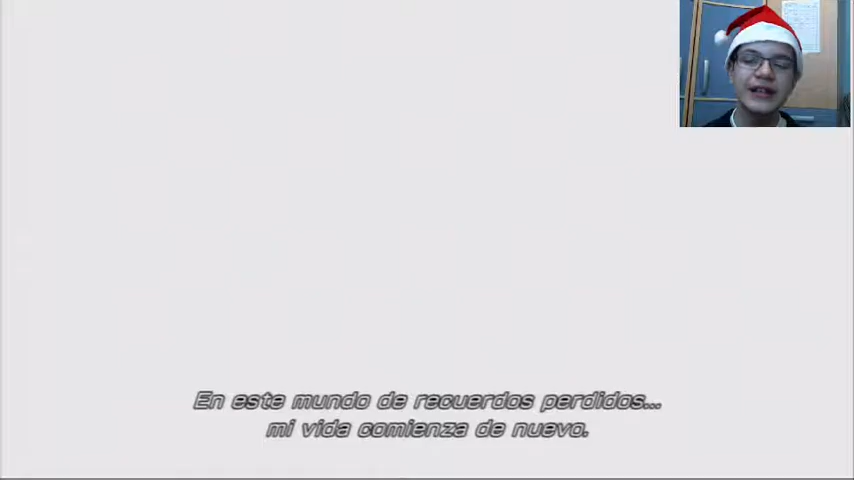 En este mundo de recuerdos perdidos...
mi vida comienza de nuevo.